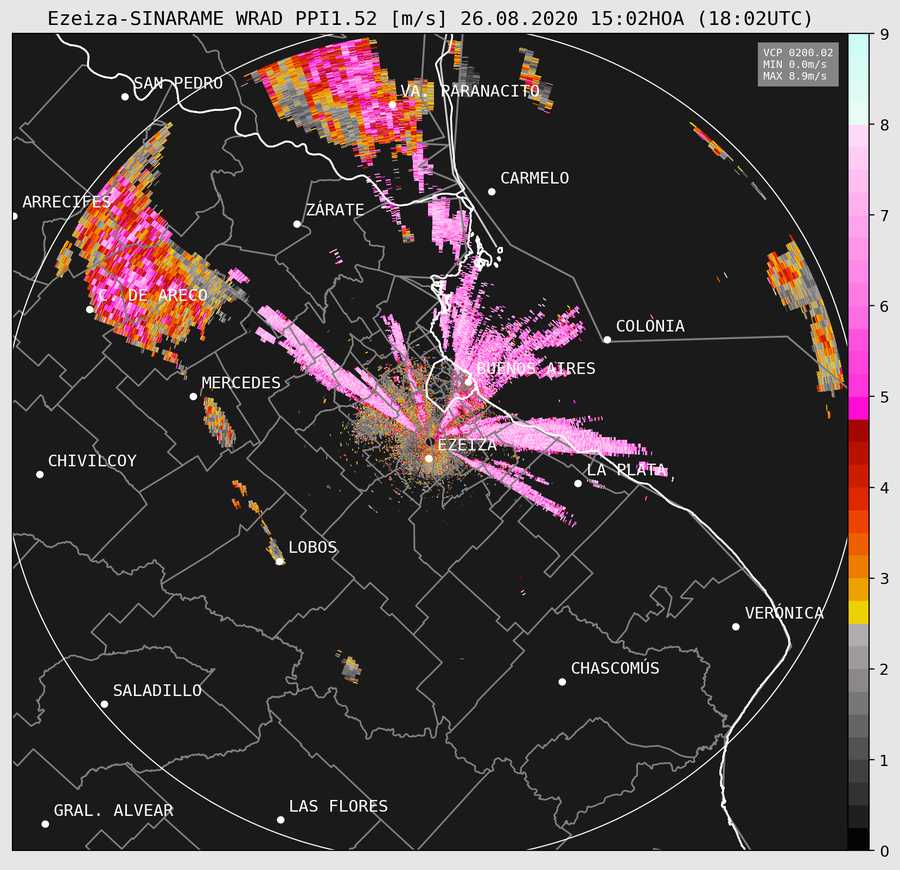 Ezeiza-SINARAME WRAD PPI1.52 [m/s] 26.08.2020 15:02HOA (18:02UTC)
VCP 0200.02
MIN 0.0m/s
MAX 8.9m/s
SAN PEDRO
VA. PARANACITO
CARMELO
ARRECIFES
ZÁRATE
C. DE ARECO
COLONIA
BUENOS AIRES
MERCEDES
EZEIZA
CHIVILCOY
LA PLATA
LOBOS
VERÓNICA
CHASCOMÚS
SALADILLO
LAS FLORES
GRAL. ALVEAR
9
8
7
6
5
4
3
2
1
0